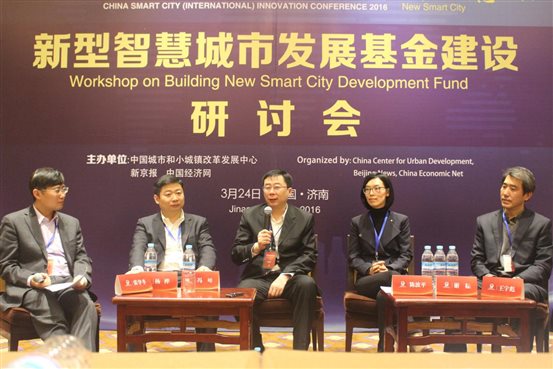 CHINA SMART CITY (INTERNATIONAL) INNOVATION CONFERENCE 2016
New Smart City
新型智慧城市发展基金建设
Workshop on Building New Smart City Development Fund
研讨会
主办单位:中国城市和小城镇改革发展中心
新京报 中国经济网
Organized by: China Center for Urban Development,
Beijing News, China Economic Net
3月24日 国·济南
Jinan 2016